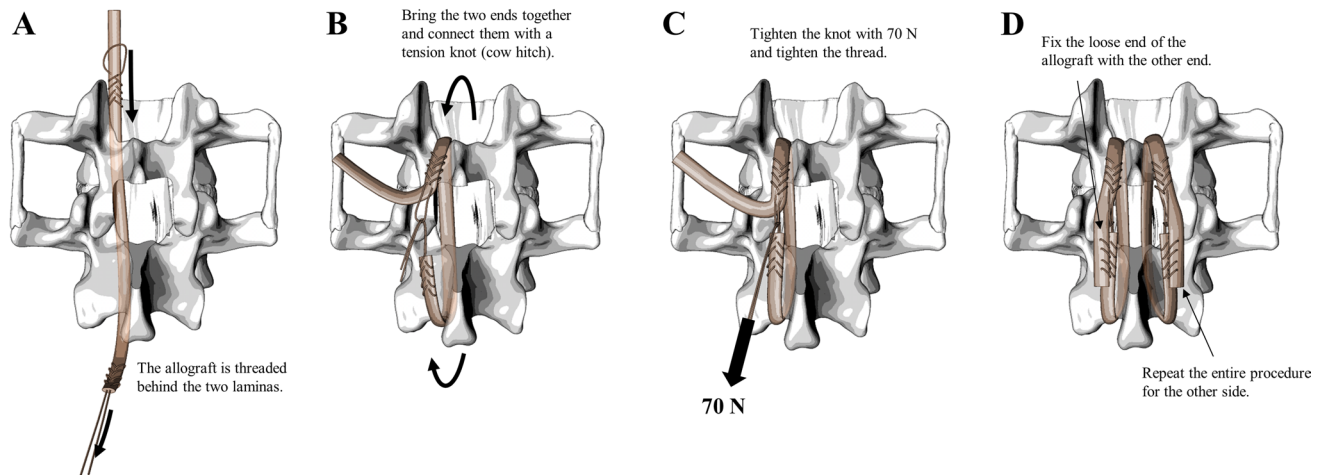 A
The allograft is threaded
behind the two laminas.
B
Bring the two ends together
and connect them with a
tension knot (cow hitch).
C
Tighten the knot with 70 N
and tighten the thread.
70 N
D
Fix the loose end of the
allograft with the other end.
Repeat the entire procedure
for the other side.